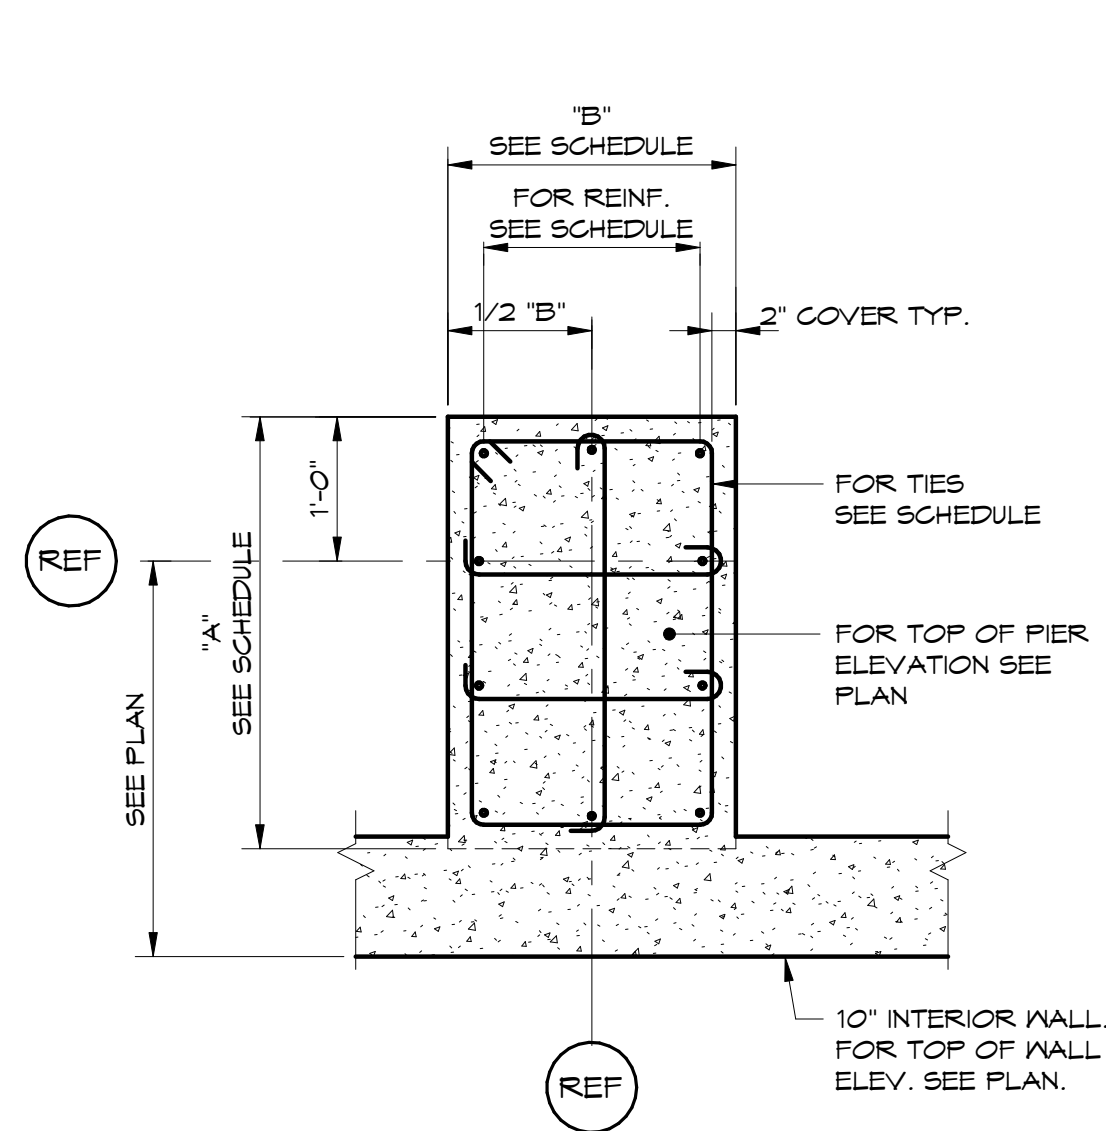 "B"
SEE SCHEDULE
FOR REINF.
SEE SCHEDULE
1/2 "B"
2" COVER TYP.
1'-0"
"A"
SEE SCHEDULE
SEE PLAN
REF
FOR TIES
SEE SCHEDULE
FOR TOP OF PIER
ELEVATION SEE
PLAN
10" INTERIOR WALL.
FOR TOP OF WALL
ELEV. SEE PLAN.
REF